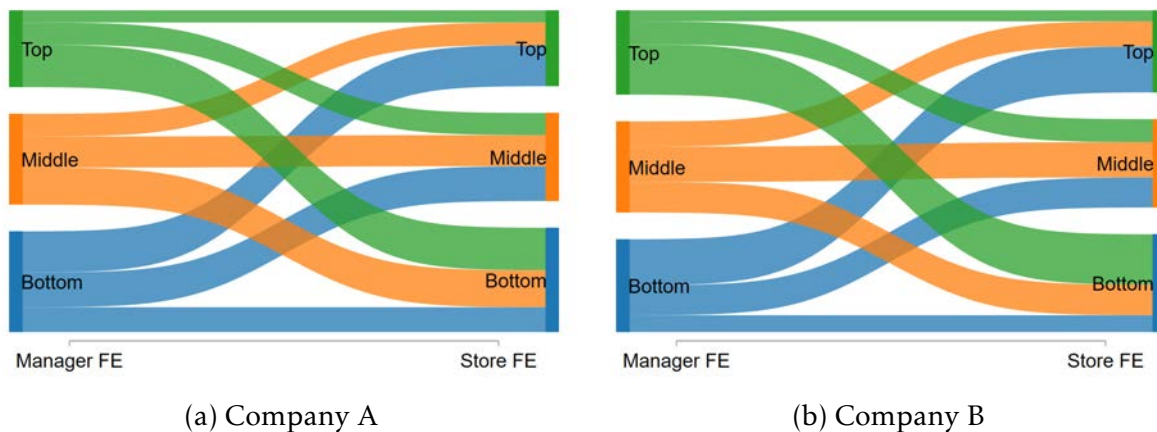 Top
Top
Middle
Middle
Bottom
Bottom
Manager FE
Store FE
(a) Company A
Top
Top
Middle
Middle
Bottom
Bottom
Manager FE
Store FE
(b) Company B